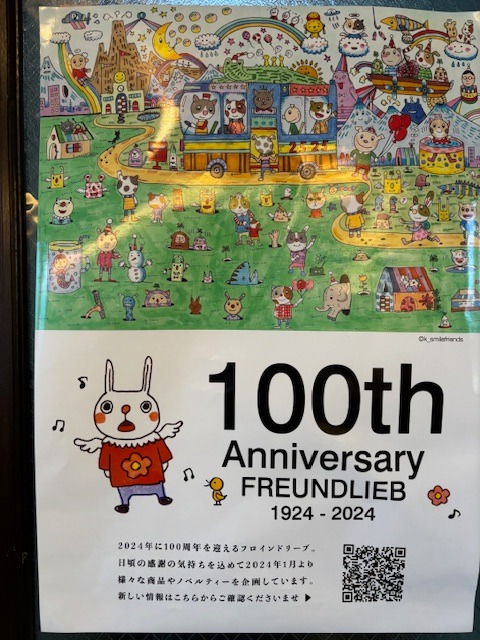 ©k_smilefriends
100th
Anniversary
FREUNDLIEB
1924 - 2024
2024年に100周年を迎えるフロインドリーブ。
日頃の感謝の気持ちを込めて2024年1月より
様々な商品やノベルティーを企画しています。
新しい情報はこちらからご確認くださいませ ▶